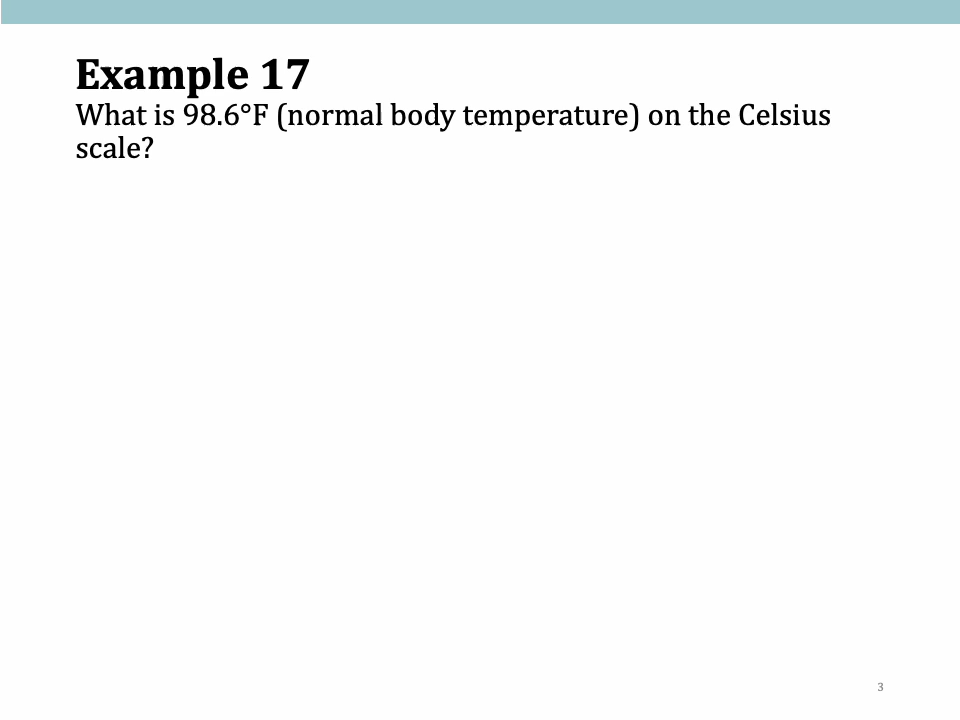 Example 17
What is 98.6°F (normal body temperature) on the Celsius
scale?
3